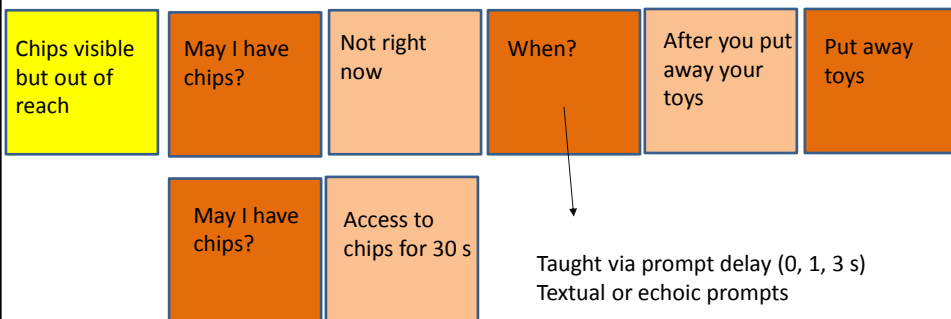 Chips visible
but out of
reach
May I have
chips?
Not right
now
When?
After you put
away your
toys
Put away
toys
May I have
chips?
Access to
chips for 30 s
Taught via prompt delay (0, 1, 3 s)
Textual or echoic prompts